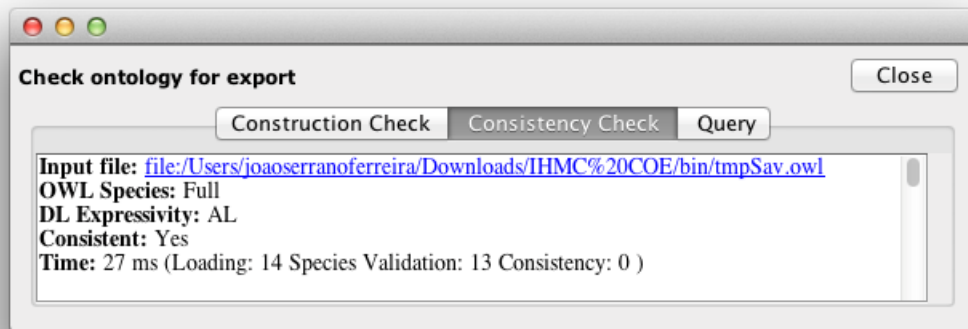 Check ontology for export
Close
Construction Check
Consistency Check
Query
Input file: file:/Users/joaoserranoferreira/Downloads/IHMC%20COE/bin/tmpSav.owl
OWL Species: Full
DL Expressivity: AL
Consistent: Yes
Time: 27 ms (Loading: 14 Species Validation: 13 Consistency: 0 )